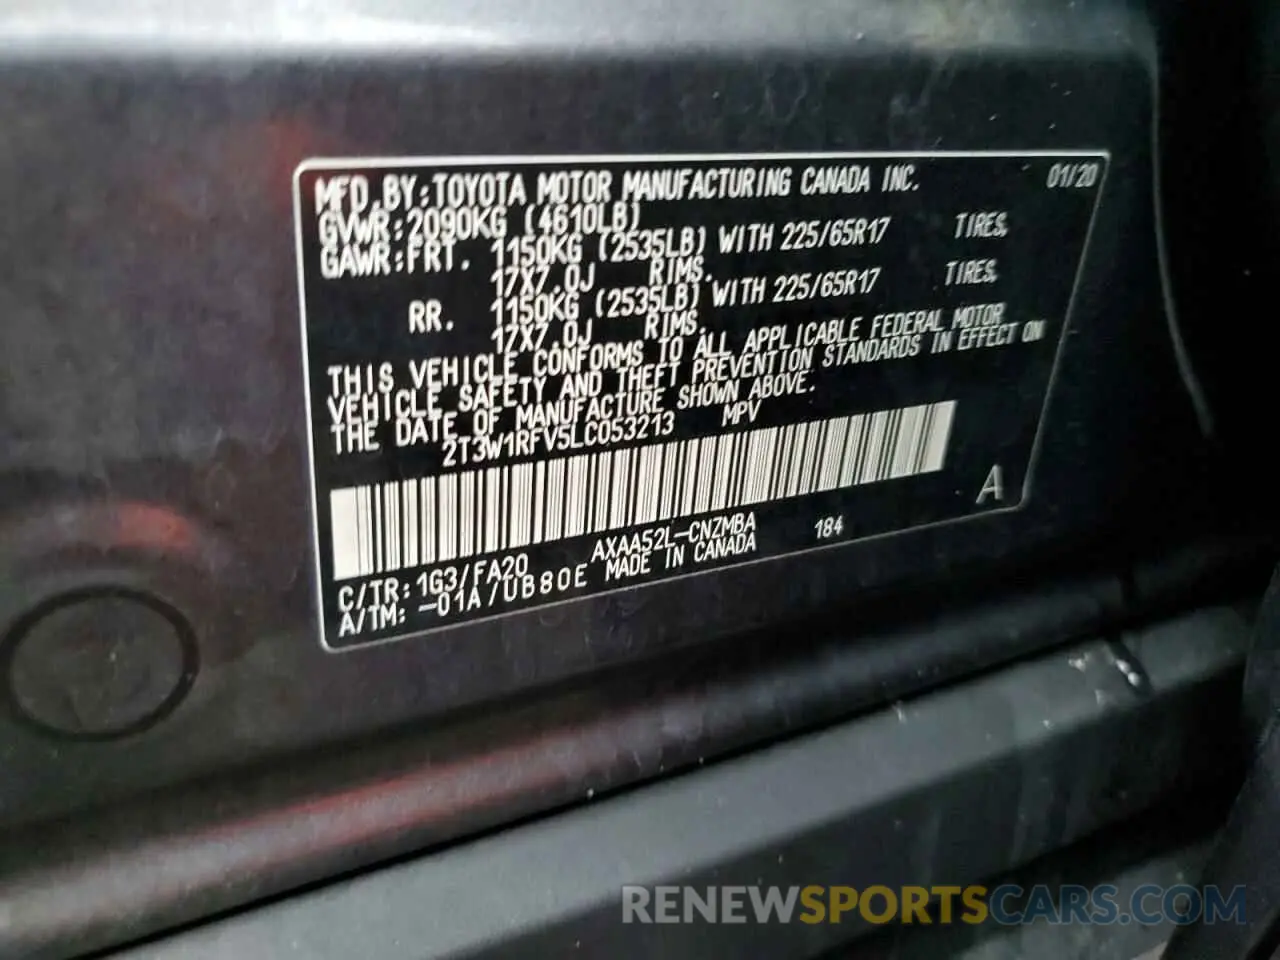 MFD.BY:TOYOTA MOTOR MANUFACTURING CANADA INC. 01/20
GVWR:2090KG (4610LB)
GAWR:FRT. 1150KG (2535LB) WITH 225/65R17 TIRES,
17X7.0J RIMS.
RR. 1150KG (2535LB) WITH 225/65R17 TIRES,
17X7.0J RIMS.
THIS VEHICLE CONFORMS TO ALL APPLICABLE FEDERAL MOTOR
VEHICLE SAFETY AND THEFT PREVENTION STANDARDS IN EFFECT ON
THE DATE OF MANUFACTURE SHOWN ABOVE.
2T3W1RFV5LC053213 MPV
A
AXAA52L-CNZMBA 184
C/TR:1G3/FA20 MADE IN CANADA
A/TM:-01A/UB80E
RENEWSPORTSCARS.COM